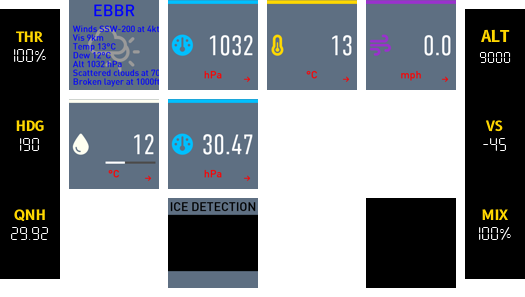 THR
100%
HDG
190
QNH
29.92
EBBR
Winds SSW-200 at 4kt
Vis 9km
Temp 13°C
Dew 12°C
Alt 1032 hPa
Scattered clouds at 70
Broken layer at 1000ft
1032
hPa
13
°C
0.0
mph
12
°C
30.47
hPa
ICE DETECTION
ALT
9000
VS
-45
MIX
100%